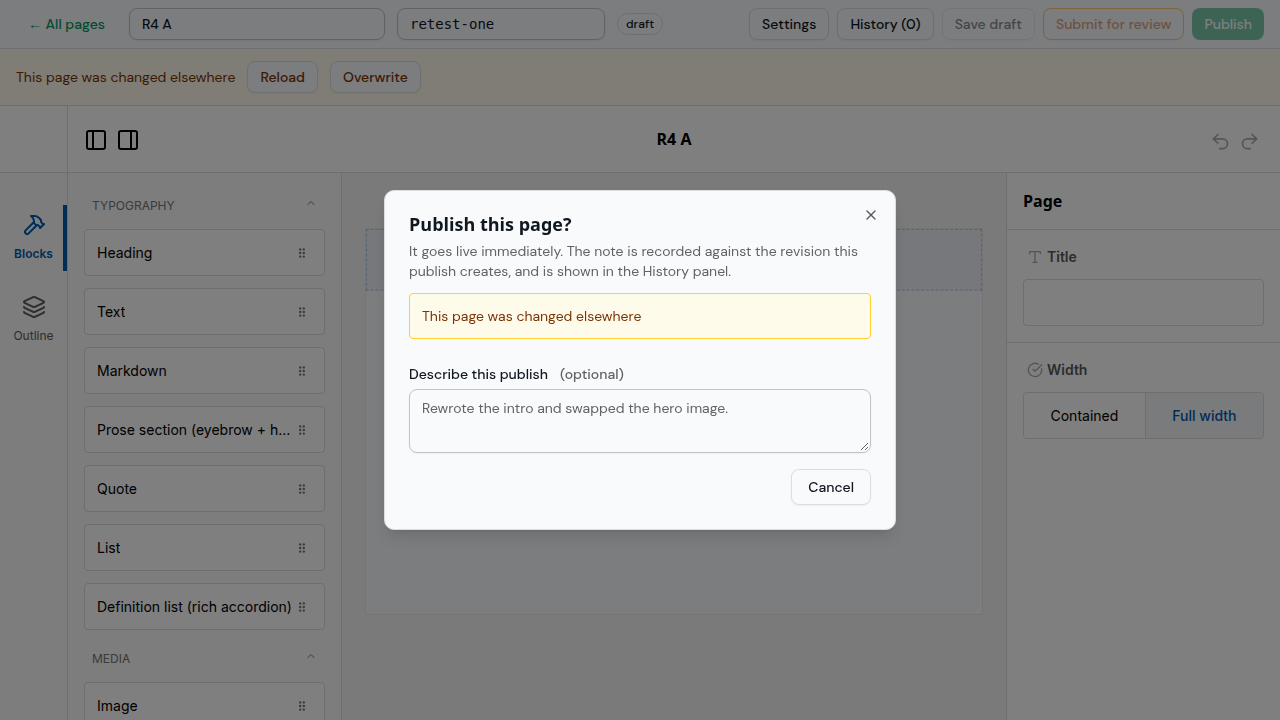 ← All pages
R4 A
retest-one
draft
Settings
History (0)
Save draft
Submit for review
Publish
This page was changed elsewhere
Reload
Overwrite
R4 A
Blocks
Outline
TYPOGRAPHY
Heading
Text
Markdown
Prose section (eyebrow + h...
Quote
List
Definition list (rich accordion)
MEDIA
Image
Publish this page?
It goes live immediately. The note is recorded against the revision this
publish creates, and is shown in the History panel.
This page was changed elsewhere
Describe this publish (optional)
Rewrote the intro and swapped the hero image.
Cancel
Page
Title
Width
Contained
Full width